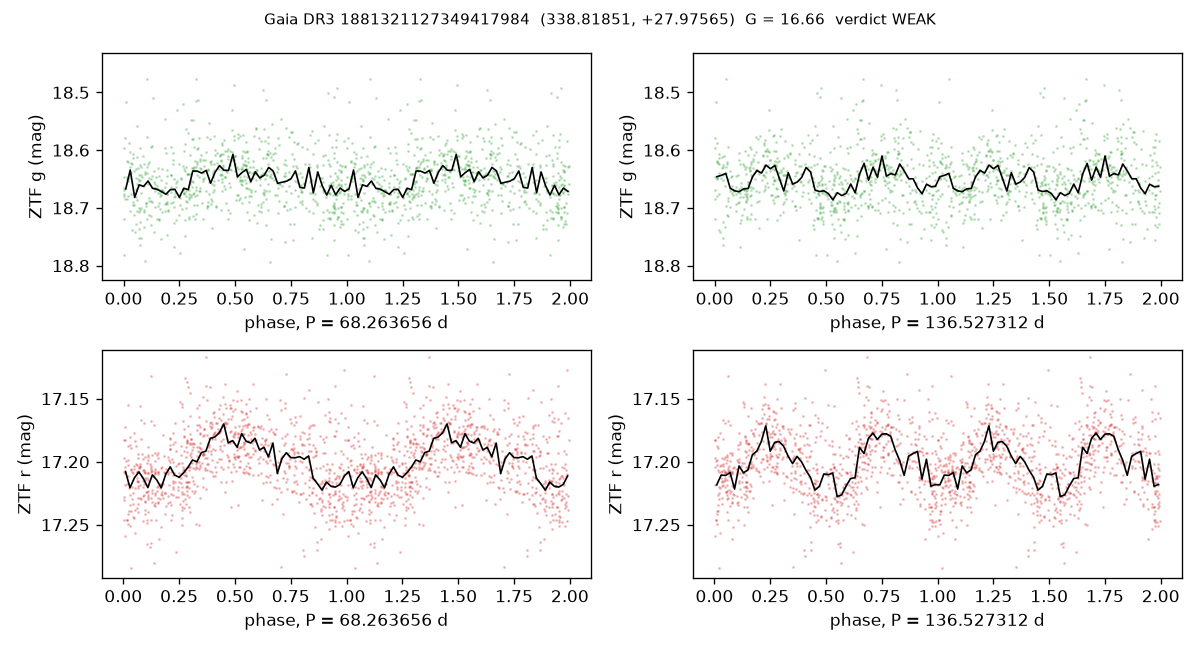 Gaia DR3 1881321127349417984 (338.81851, +27.97565) G = 16.66 verdict WEAK
ZTF g (mag)
18.5
18.6
18.7
18.8
0.00 0.25 0.50 0.75 1.00 1.25 1.50 1.75 2.00
phase, P = 68.263656 d
ZTF g (mag)
18.5
18.6
18.7
18.8
0.00 0.25 0.50 0.75 1.00 1.25 1.50 1.75 2.00
phase, P = 136.527312 d
ZTF r (mag)
17.15
17.20
17.25
0.00 0.25 0.50 0.75 1.00 1.25 1.50 1.75 2.00
phase, P = 68.263656 d
ZTF r (mag)
17.15
17.20
17.25
0.00 0.25 0.50 0.75 1.00 1.25 1.50 1.75 2.00
phase, P = 136.527312 d